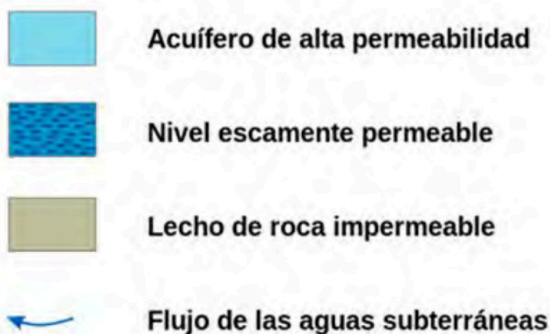 Acuífero de alta permeabilidad
Nivel escamente permeable
Lecho de roca impermeable
Flujo de las aguas subterráneas